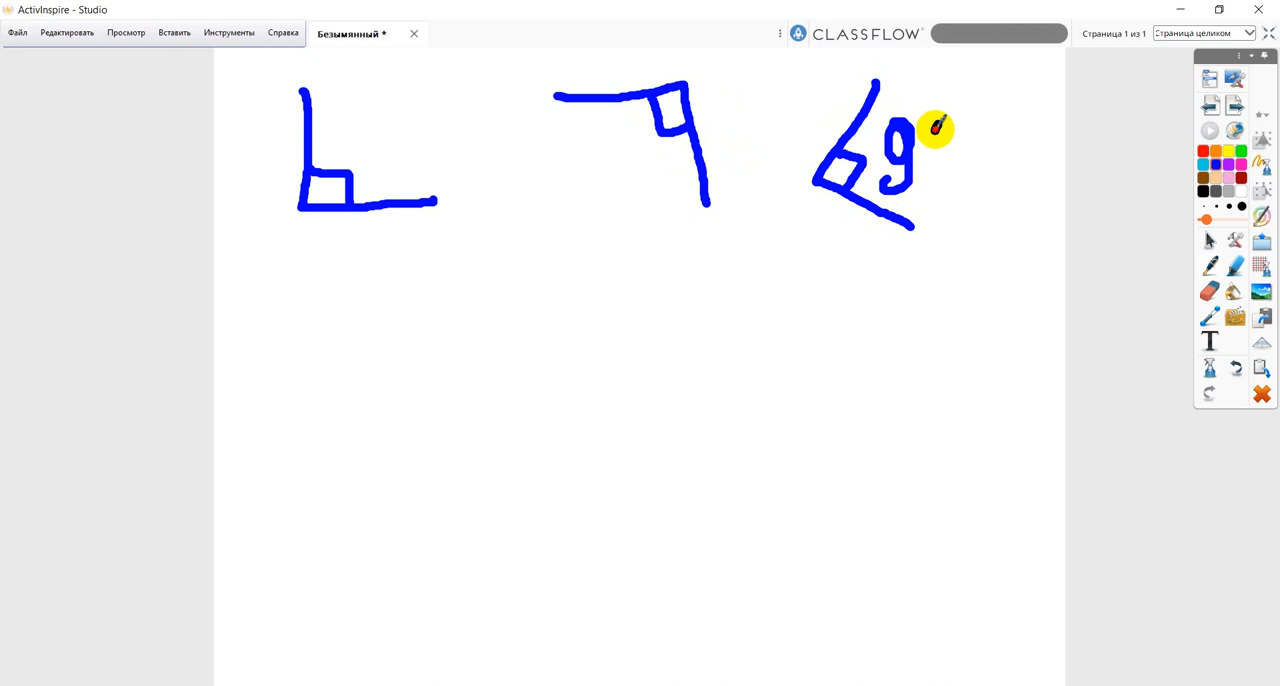 ActivInspire - Studio
Файл Редактировать Просмотр Вставить Инструменты Справка
Безымянный *
CLASSFLOW
Страница 1 из 1
Страница целиком
9
T